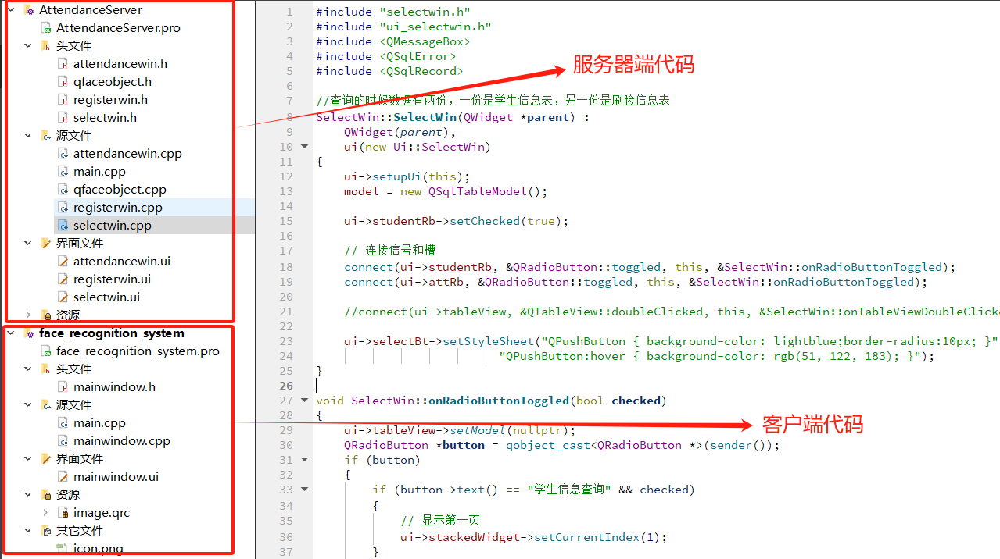 AttendanceServer
AttendanceServer.pro
头文件
attendancewin.h
qfaceobject.h
registerwin.h
selectwin.h
源文件
attendancewin.cpp
main.cpp
qfaceobject.cpp
registerwin.cpp
selectwin.cpp
界面文件
attendancewin.ui
registerwin.ui
selectwin.ui
资源
face_recognition_system
face_recognition_system.pro
头文件
mainwindow.h
源文件
main.cpp
mainwindow.cpp
界面文件
mainwindow.ui
资源
image.qrc
其它文件
icon.png
1 #include "selectwin.h"
2 #include "ui_selectwin.h"
3 #include <QMessageBox>
4 #include <QSqlError>
5 #include <QSqlRecord>
6
7 //查询的时候数据有两份，一份是学生信息表，另一份是刷脸信息表
8 SelectWin::SelectWin(QWidget *parent) :
9 QWidget(parent),
10 ui(new Ui::SelectWin)
11 {
12 ui->setupUi(this);
13 model = new QSqlTableModel();
14
15 ui->studentRb->setChecked(true);
16
17 // 连接信号和槽
18 connect(ui->studentRb, &QRadioButton::toggled, this, &SelectWin::onRadioButtonToggled);
19 connect(ui->attRb, &QRadioButton::toggled, this, &SelectWin::onRadioButtonToggled);
20
21 //connect(ui->tableView, &QTableView::doubleClicked, this, &SelectWin::onTableViewDoubleClicke
22
23 ui->selectBt->setStyleSheet("QPushButton { background-color: lightblue;border-radius:10px; }"
24 "QPushButton:hover { background-color: rgb(51, 122, 183); }");
25 }
26
27 void SelectWin::onRadioButtonToggled(bool checked)
28 {
29 ui->tableView->setModel(nullptr);
30 QRadioButton *button = qobject_cast<QRadioButton *>(sender());
31 if (button)
32 {
33 if (button->text() == "学生信息查询" && checked)
34 {
35 // 显示第一页
36 ui->stackedWidget->setCurrentIndex(1);
37 }
服务器端代码
客户端代码